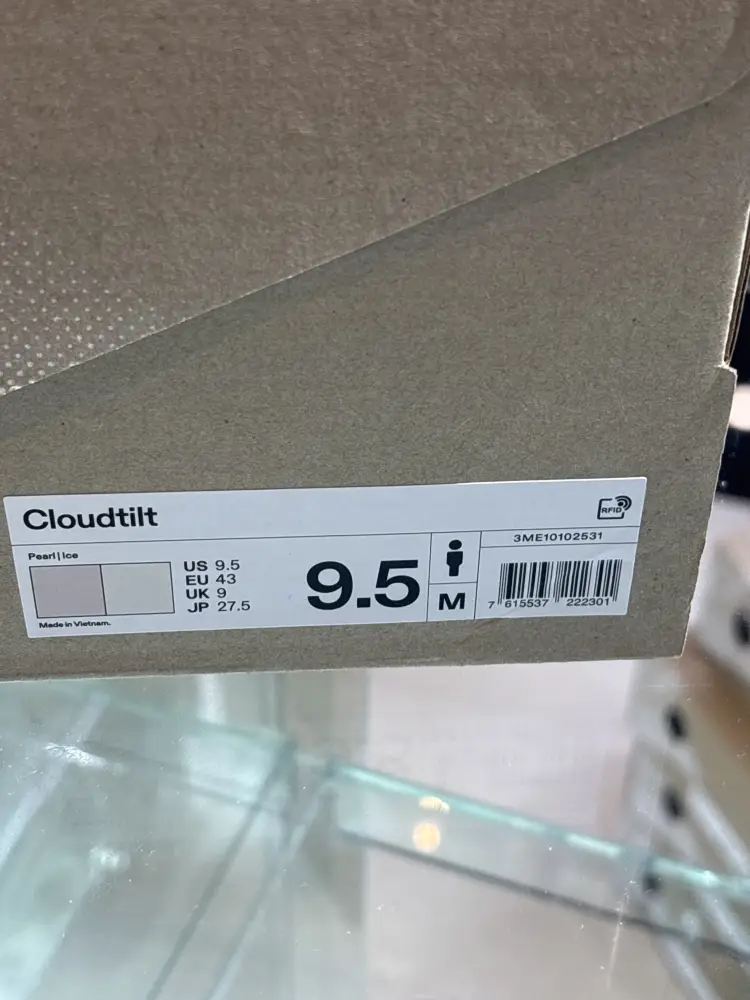 Cloudtilt
RFID
Pearl | Ice
US 9.5
EU 43
UK 9
JP 27.5
9.5
M
3ME10102531
7 615537 222301
Made in Vietnam.